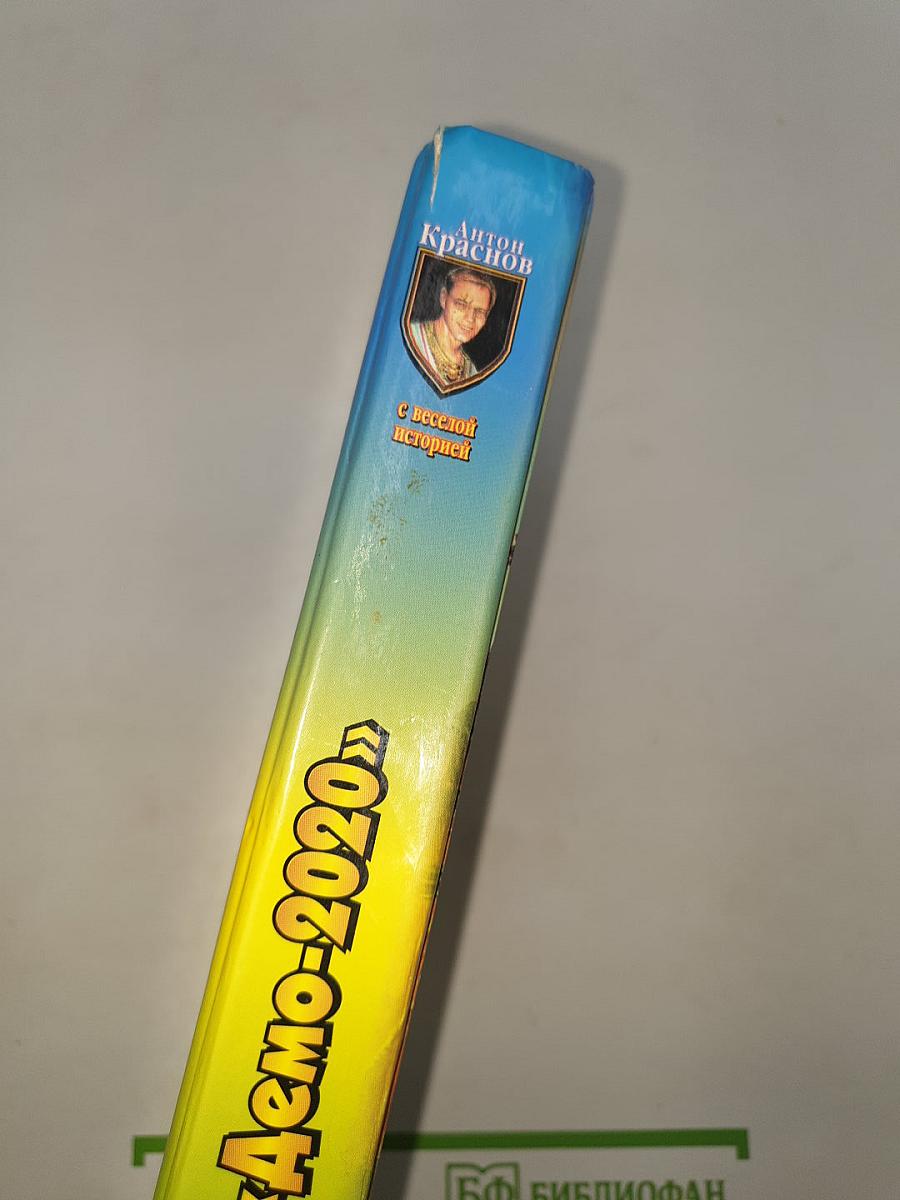 Антон
Краснов
с веселой
историей
«Демо-2020»
БФ БИБЛИОФАН